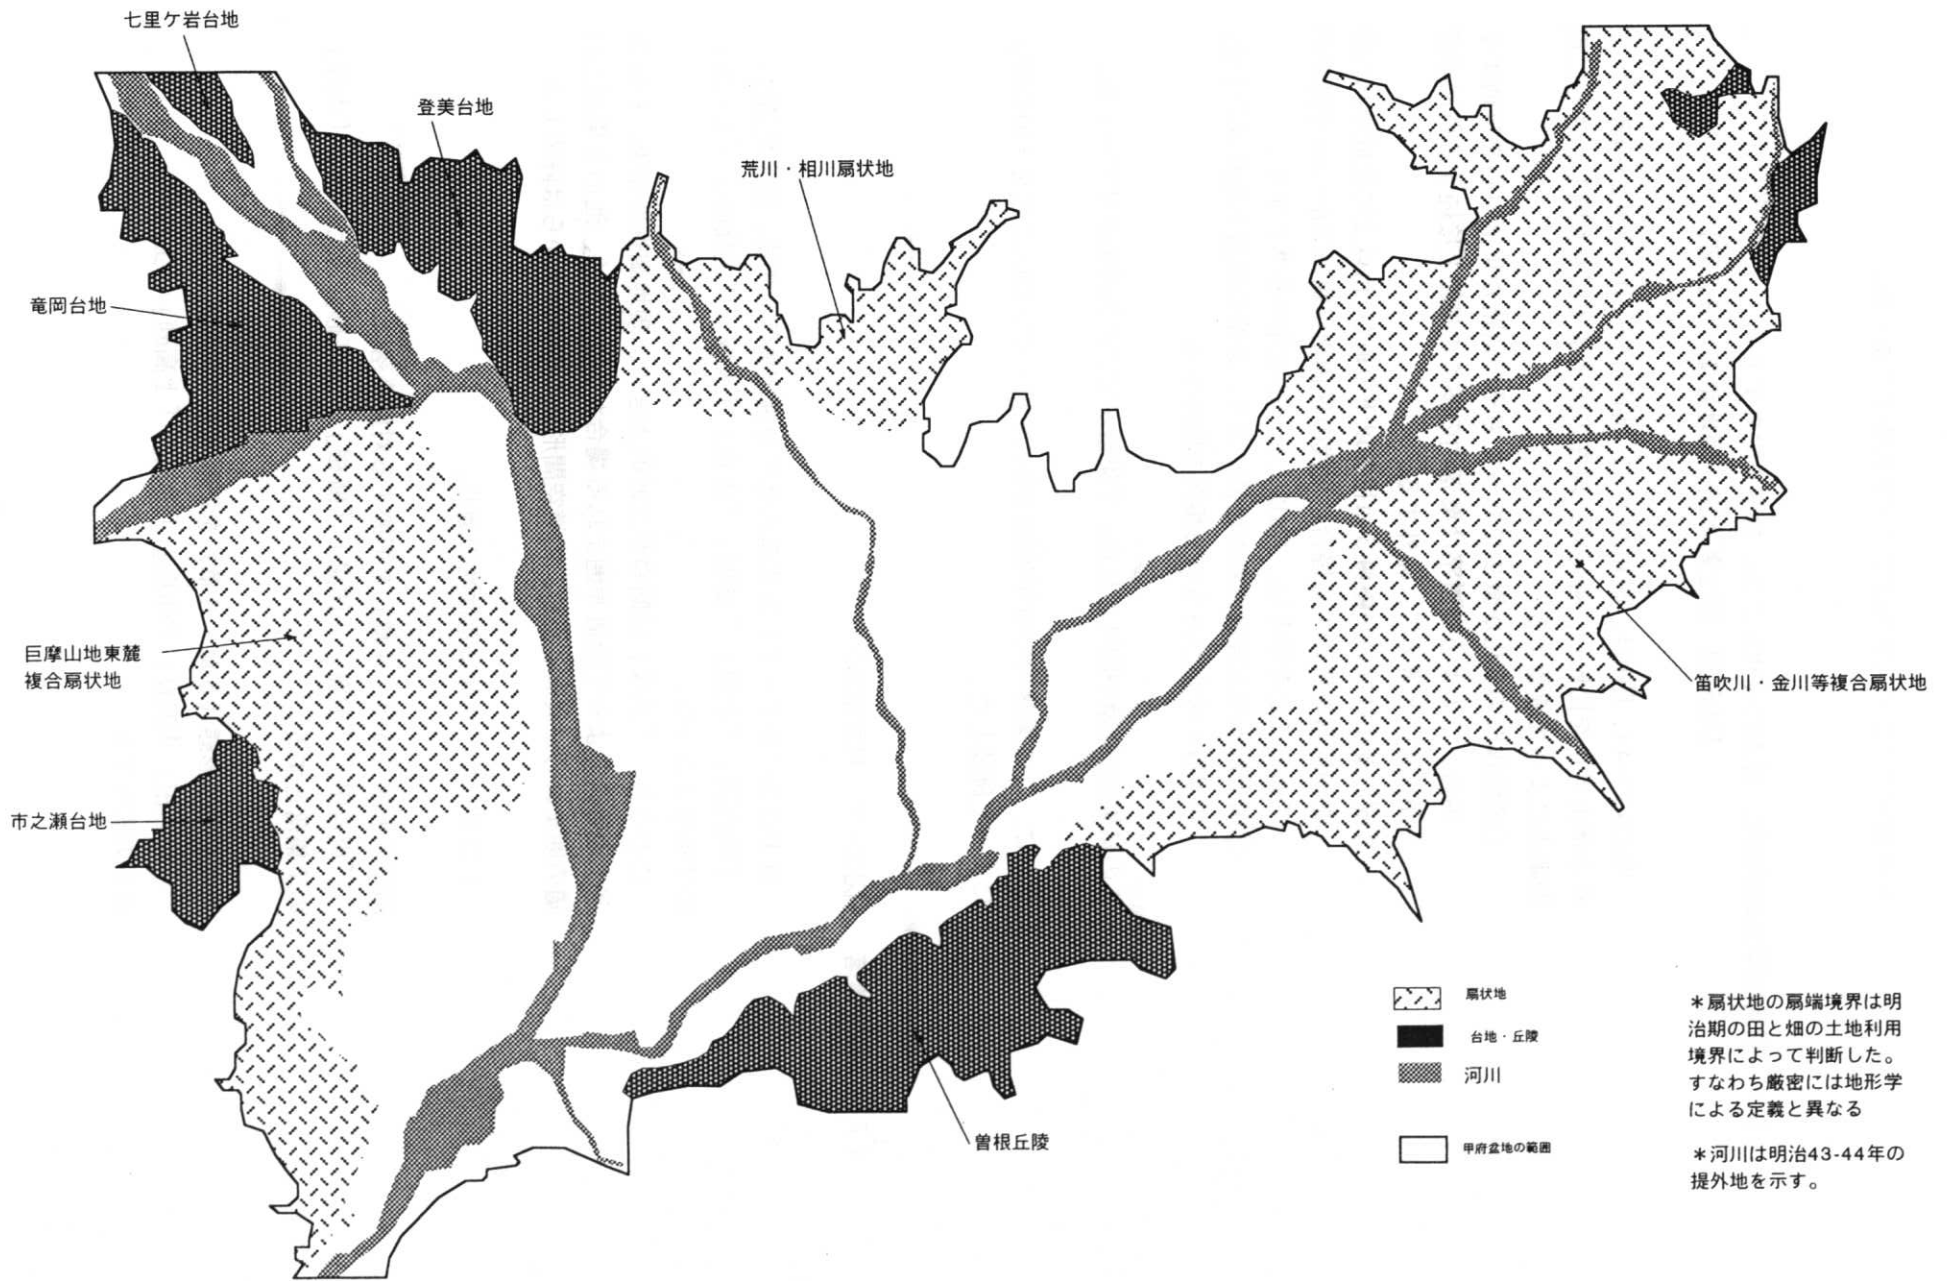 七里ケ岩台地
登美台地
荒川・相川扇状地
竜岡台地
巨摩山地東麓
複合扇状地
笛吹川・金川等複合扇状地
市之瀬台地
曽根丘陵
扇状地
台地・丘陵
河川
甲府盆地の範囲
＊扇状地の扇端境界は明
治期の田と畑の土地利用
境界によって判断した。
すなわち厳密には地形学
による定義と異なる
＊河川は明治43-44年の
提外地を示す。